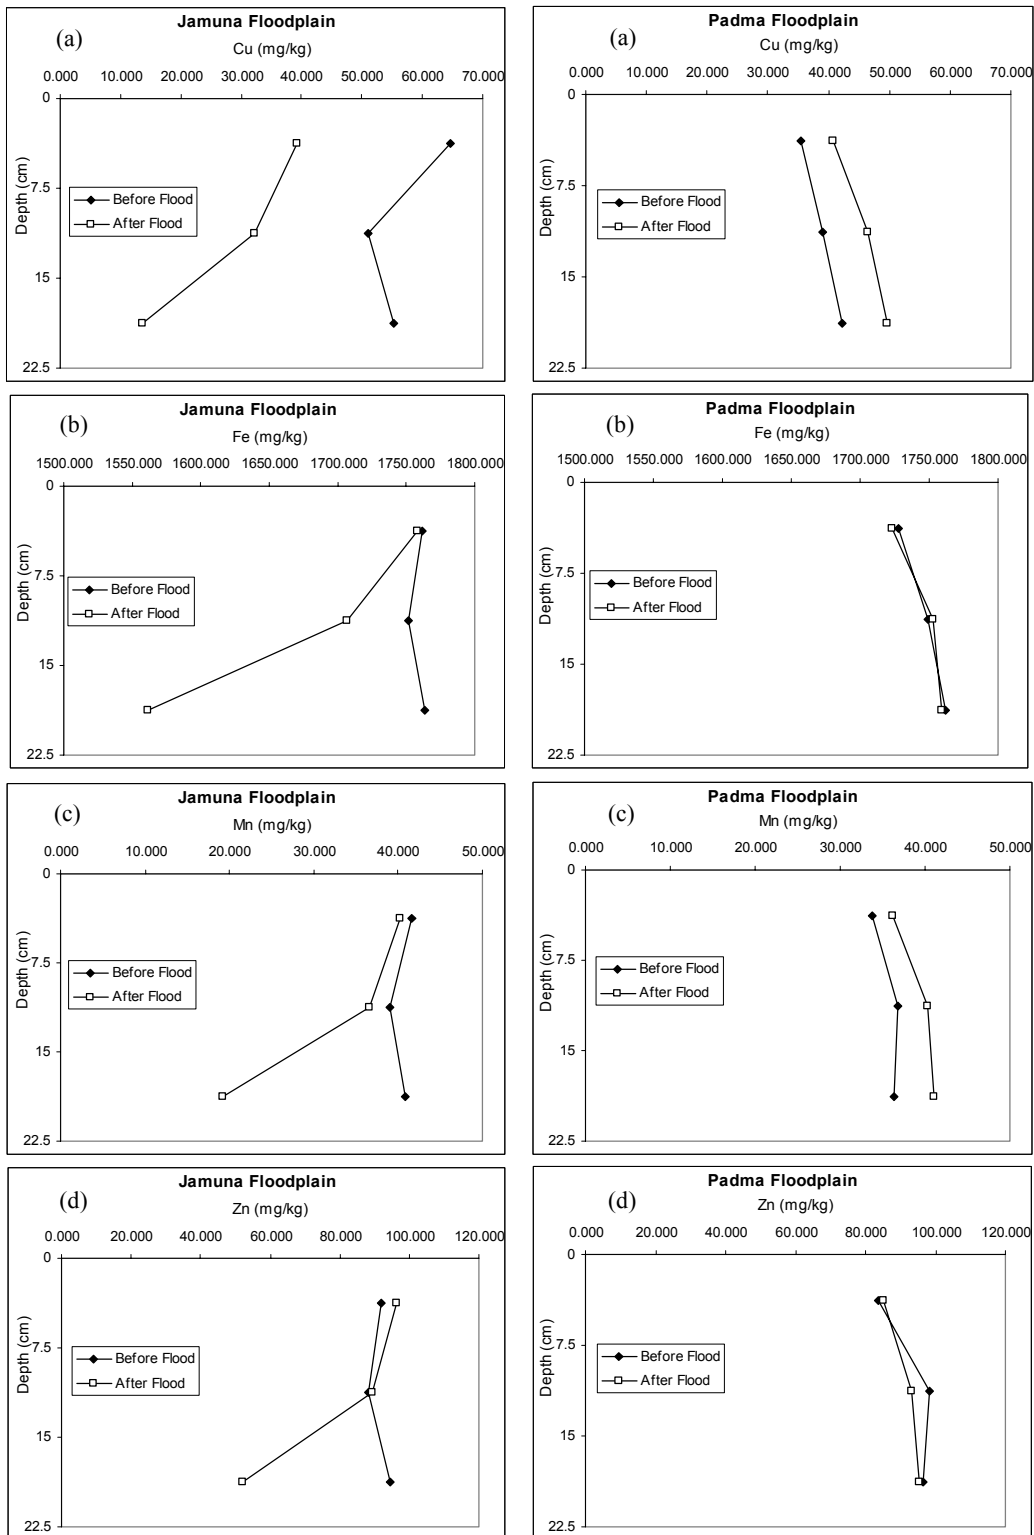 Jamuna Floodplain
(a)
Cu (mg/kg)
0.000 10.000 20.000 30.000 40.000 50.000 60.000 70.000
0
7.5
15
22.5
Depth (cm)
Before Flood
After Flood
Padma Floodplain
(a)
Cu (mg/kg)
0.000 10.000 20.000 30.000 40.000 50.000 60.000 70.000
0
7.5
15
22.5
Depth (cm)
Before Flood
After Flood
Jamuna Floodplain
(b)
Fe (mg/kg)
1500.000 1550.000 1600.000 1650.000 1700.000 1750.000 1800.000
0
7.5
15
22.5
Depth (cm)
Before Flood
After Flood
Padma Floodplain
(b)
Fe (mg/kg)
1500.000 1550.000 1600.000 1650.000 1700.000 1750.000 1800.000
0
7.5
15
22.5
Depth (cm)
Before Flood
After Flood
Jamuna Floodplain
(c)
Mn (mg/kg)
0.000 10.000 20.000 30.000 40.000 50.000
0
7.5
15
22.5
Depth (cm)
Before Flood
After Flood
Padma Floodplain
(c)
Mn (mg/kg)
0.000 10.000 20.000 30.000 40.000 50.000
0
7.5
15
22.5
Depth (cm)
Before Flood
After Flood
Jamuna Floodplain
(d)
Zn (mg/kg)
0.000 20.000 40.000 60.000 80.000 100.000 120.000
0
7.5
15
22.5
Depth (cm)
Before Flood
After Flood
Padma Floodplain
(d)
Zn (mg/kg)
0.000 20.000 40.000 60.000 80.000 100.000 120.000
0
7.5
15
22.5
Depth (cm)
Before Flood
After Flood